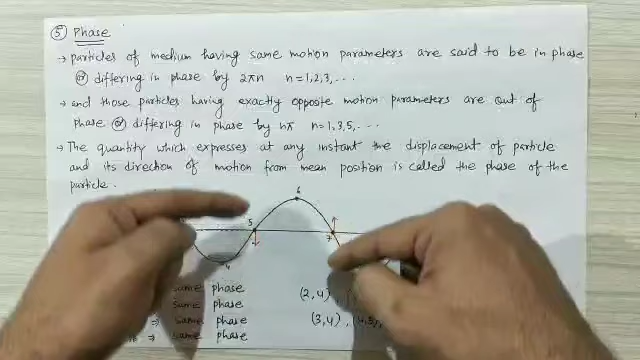 ⑤ Phase
→ particles of medium having same motion parameters are said to be in phase
or differing in phase by 2πn n=1,2,3,...
→ and those particles having exactly opposite motion parameters are out of
phase or differing in phase by nπ n=1,3,5,...
→ The quantity which expresses at any instant the displacement of particle
and its direction of motion from mean position is called the phase of the
particle.
6
5
7
4
same phase (2,4),
same phase
⇒ same phase (3,4),
⇒ same phase